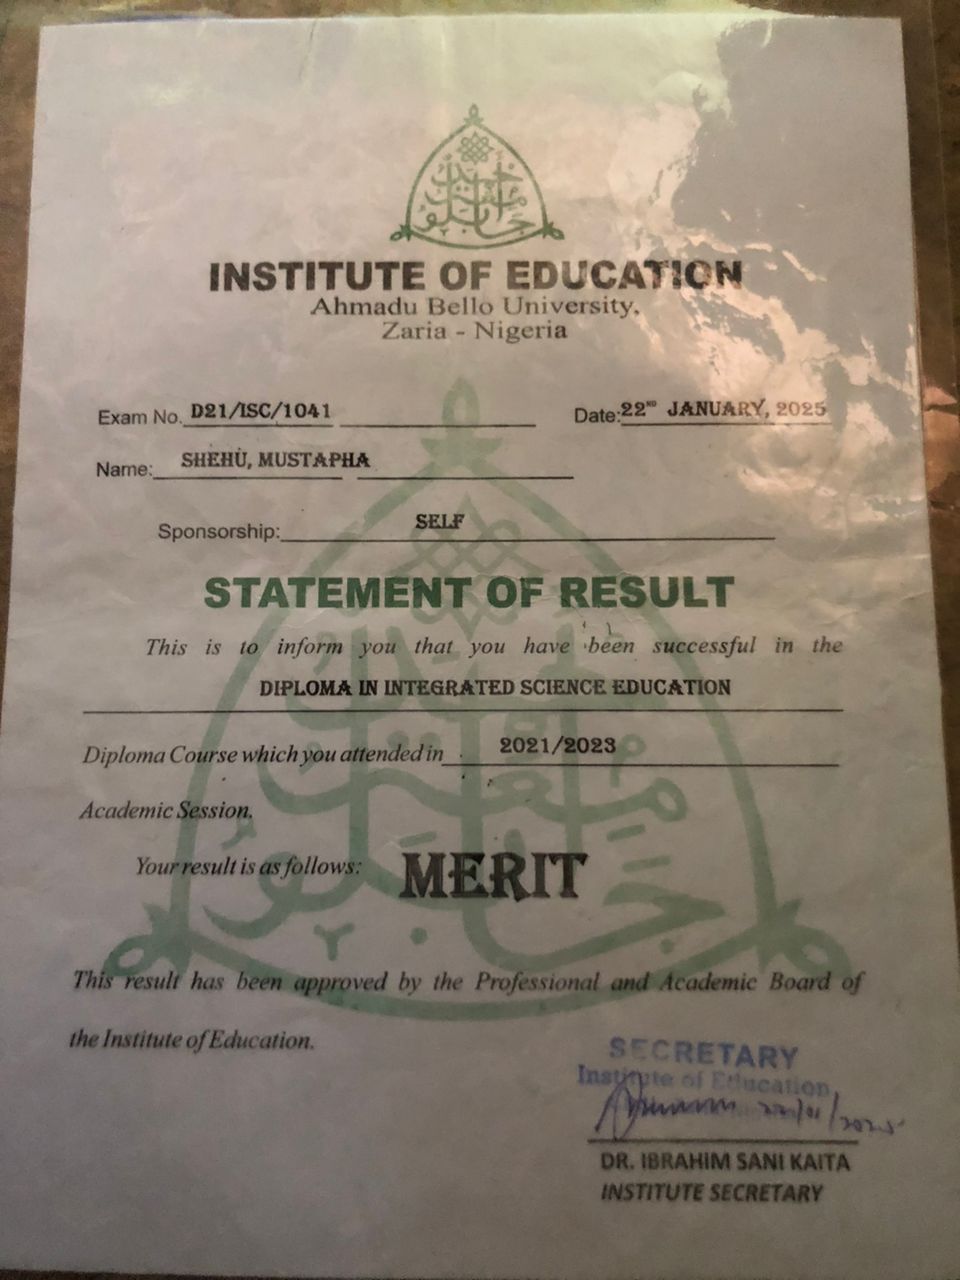 INSTITUTE OF EDUCATION
Ahmadu Bello University,
Zaria - Nigeria
Exam No. D21/ISC/1041
Date: 22ND JANUARY, 2025
Name: SHEHU, MUSTAPHA
Sponsorship: SELF
STATEMENT OF RESULT
This is to inform you that you have been successful in the
DIPLOMA IN INTEGRATED SCIENCE EDUCATION
Diploma Course which you attended in 2021/2023
Academic Session.
Your result is as follows: MERIT
This result has been approved by the Professional and Academic Board of
the Institute of Education.
SECRETARY
Institute of Education
22/01/2025
DR. IBRAHIM SANI KAITA
INSTITUTE SECRETARY